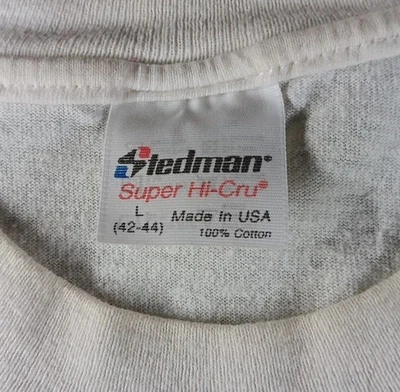 Stedman®
Super Hi-Cru®
L
(42-44)
Made In USA
100% Cotton